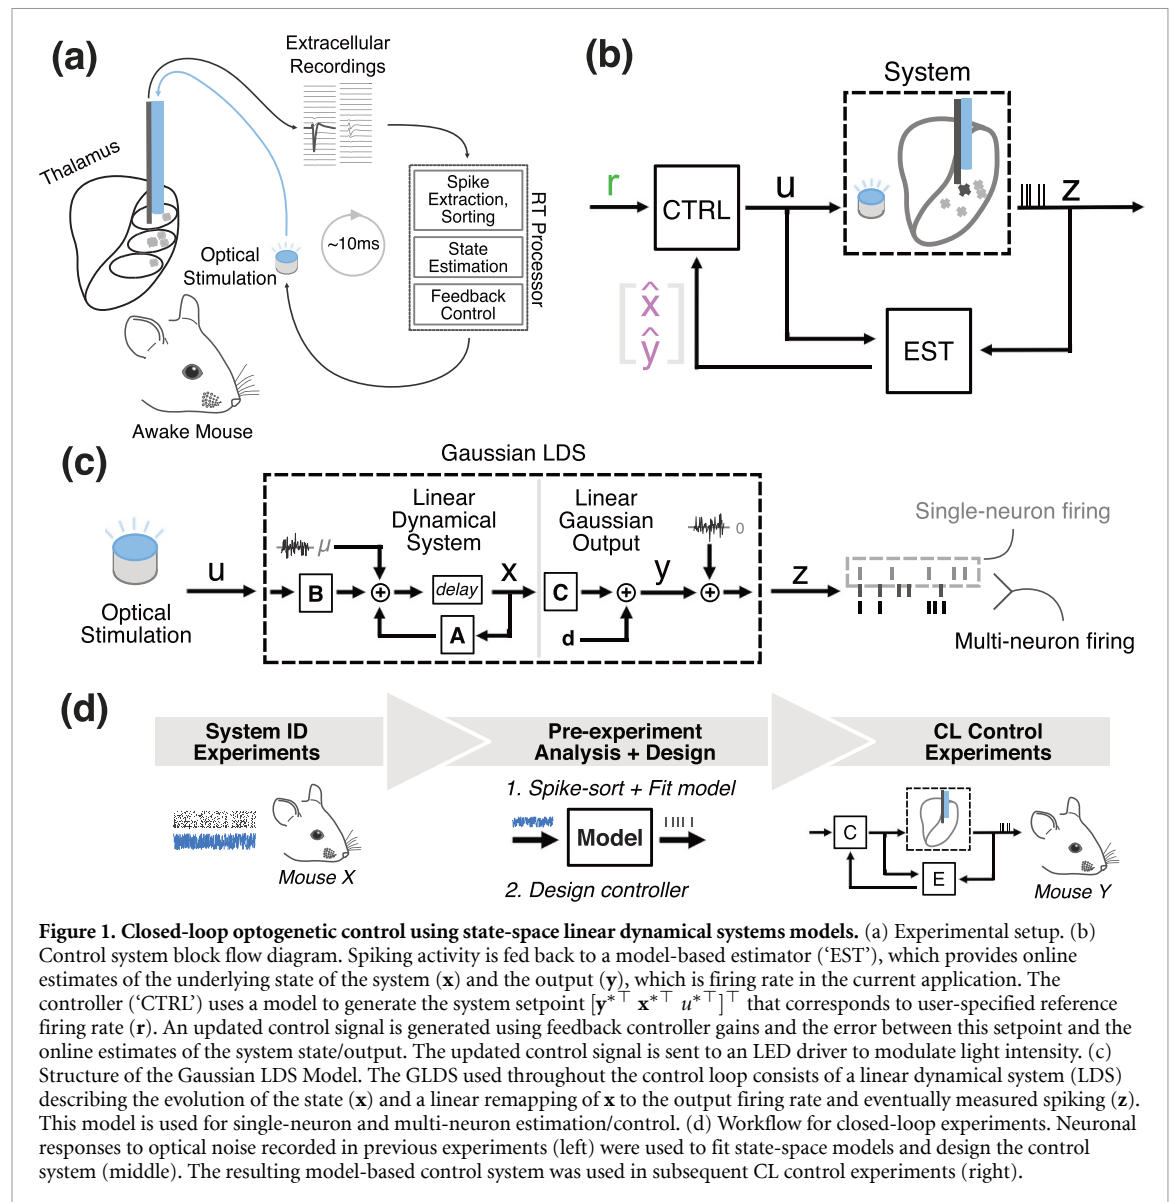 (a)
Extracellular
Recordings
Thalamus
Spike
Extraction,
Sorting
State
Estimation
Feedback
Control
RT Processor
~10ms
Optical
Stimulation
Awake Mouse
(b)
System
r
CTRL
u
z
x̂
ŷ
EST
(c)
Gaussian LDS
Linear
Dynamical
System
Linear
Gaussian
Output
μ
0
u
B
+
delay
x
A
C
+
d
y
+
z
Optical
Stimulation
Single-neuron firing
Multi-neuron firing
(d)
System ID
Experiments
Pre-experiment
Analysis + Design
CL Control
Experiments
1. Spike-sort + Fit model
Model
2. Design controller
Mouse X
C
E
Mouse Y
Figure 1. Closed-loop optogenetic control using state-space linear dynamical systems models. (a) Experimental setup. (b)
Control system block flow diagram. Spiking activity is fed back to a model-based estimator (‘EST’), which provides online
estimates of the underlying state of the system (x) and the output (y), which is firing rate in the current application. The
controller (‘CTRL’) uses a model to generate the system setpoint [y*⊤ x*⊤ u*⊤]⊤ that corresponds to user-specified reference
firing rate (r). An updated control signal is generated using feedback controller gains and the error between this setpoint and the
online estimates of the system state/output. The updated control signal is sent to an LED driver to modulate light intensity. (c)
Structure of the Gaussian LDS Model. The GLDS used throughout the control loop consists of a linear dynamical system (LDS)
describing the evolution of the state (x) and a linear remapping of x to the output firing rate and eventually measured spiking (z).
This model is used for single-neuron and multi-neuron estimation/control. (d) Workflow for closed-loop experiments. Neuronal
responses to optical noise recorded in previous experiments (left) were used to fit state-space models and design the control
system (middle). The resulting model-based control system was used in subsequent CL control experiments (right).